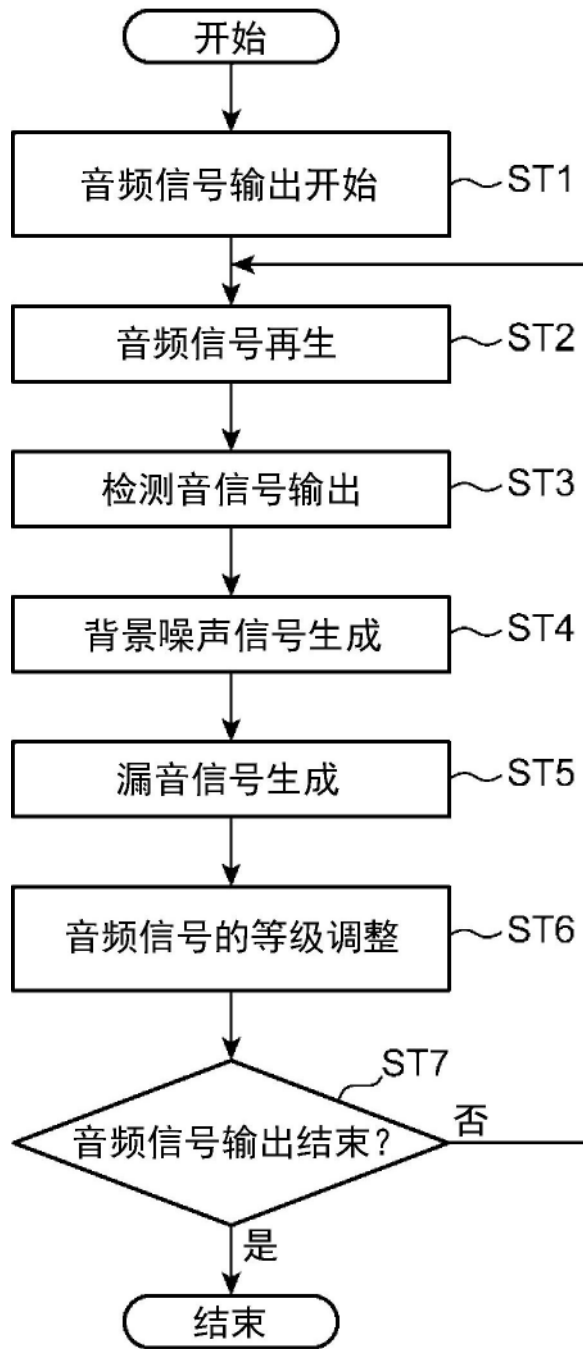 开始
音频信号输出开始
ST1
音频信号再生
ST2
检测音信号输出
ST3
背景噪声信号生成
ST4
漏音信号生成
ST5
音频信号的等级调整
ST6
ST7
音频信号输出结束?
否
是
结束